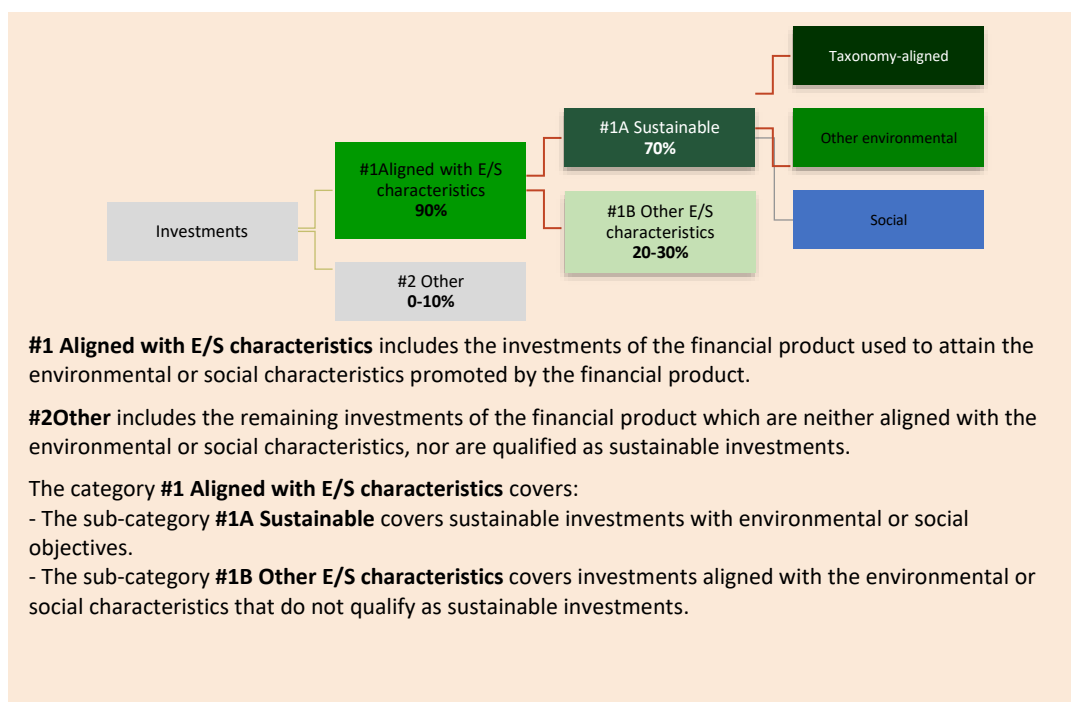 Taxonomy-aligned
#1A Sustainable
70%
Other environmental
#1Aligned with E/S
characteristics
90%
#1B Other E/S
characteristics
20-30%
Social
Investments
#2 Other
0-10%
#1 Aligned with E/S characteristics includes the investments of the financial product used to attain the
environmental or social characteristics promoted by the financial product.
#2Other includes the remaining investments of the financial product which are neither aligned with the
environmental or social characteristics, nor are qualified as sustainable investments.
The category #1 Aligned with E/S characteristics covers:
- The sub-category #1A Sustainable covers sustainable investments with environmental or social
objectives.
- The sub-category #1B Other E/S characteristics covers investments aligned with the environmental or
social characteristics that do not qualify as sustainable investments.